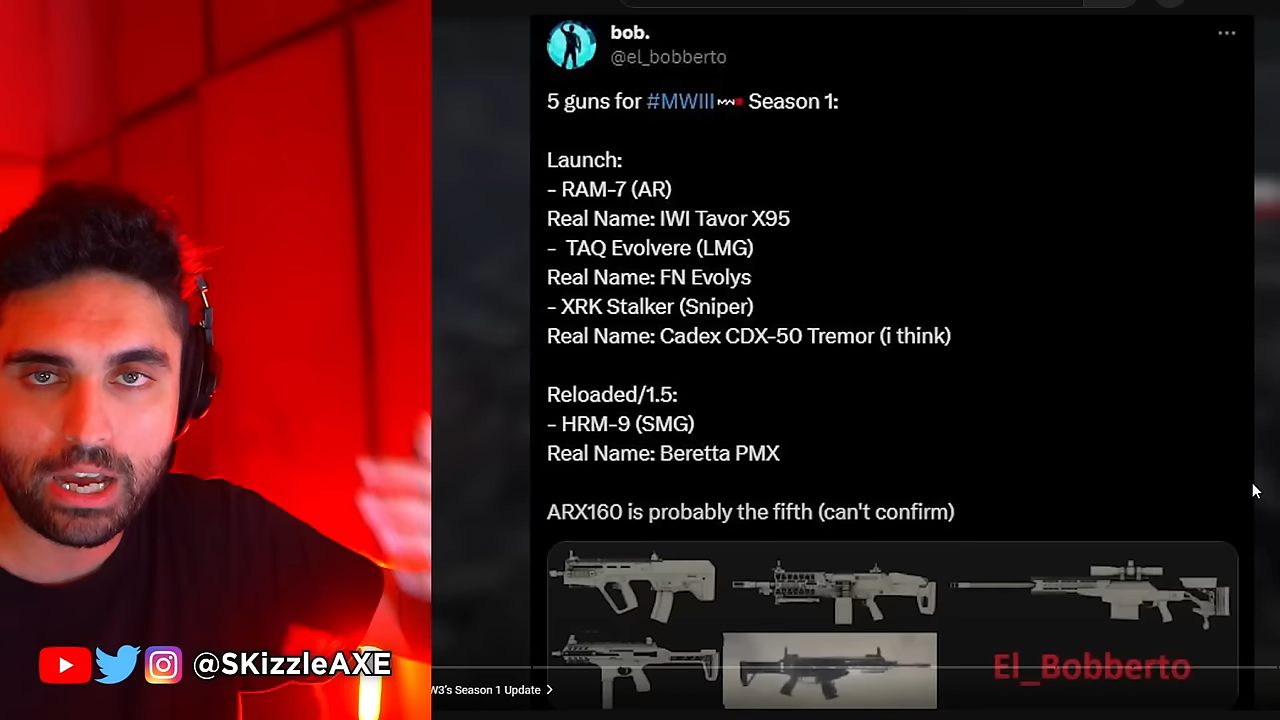 bob.
@el_bobberto
5 guns for #MWIII Season 1:
Launch:
- RAM-7 (AR)
Real Name: IWI Tavor X95
- TAQ Evolvere (LMG)
Real Name: FN Evolys
- XRK Stalker (Sniper)
Real Name: Cadex CDX-50 Tremor (i think)
Reloaded/1.5:
- HRM-9 (SMG)
Real Name: Beretta PMX
ARX160 is probably the fifth (can't confirm)
El_Bobberto
@SKizzleAXE
W3's Season 1 Update